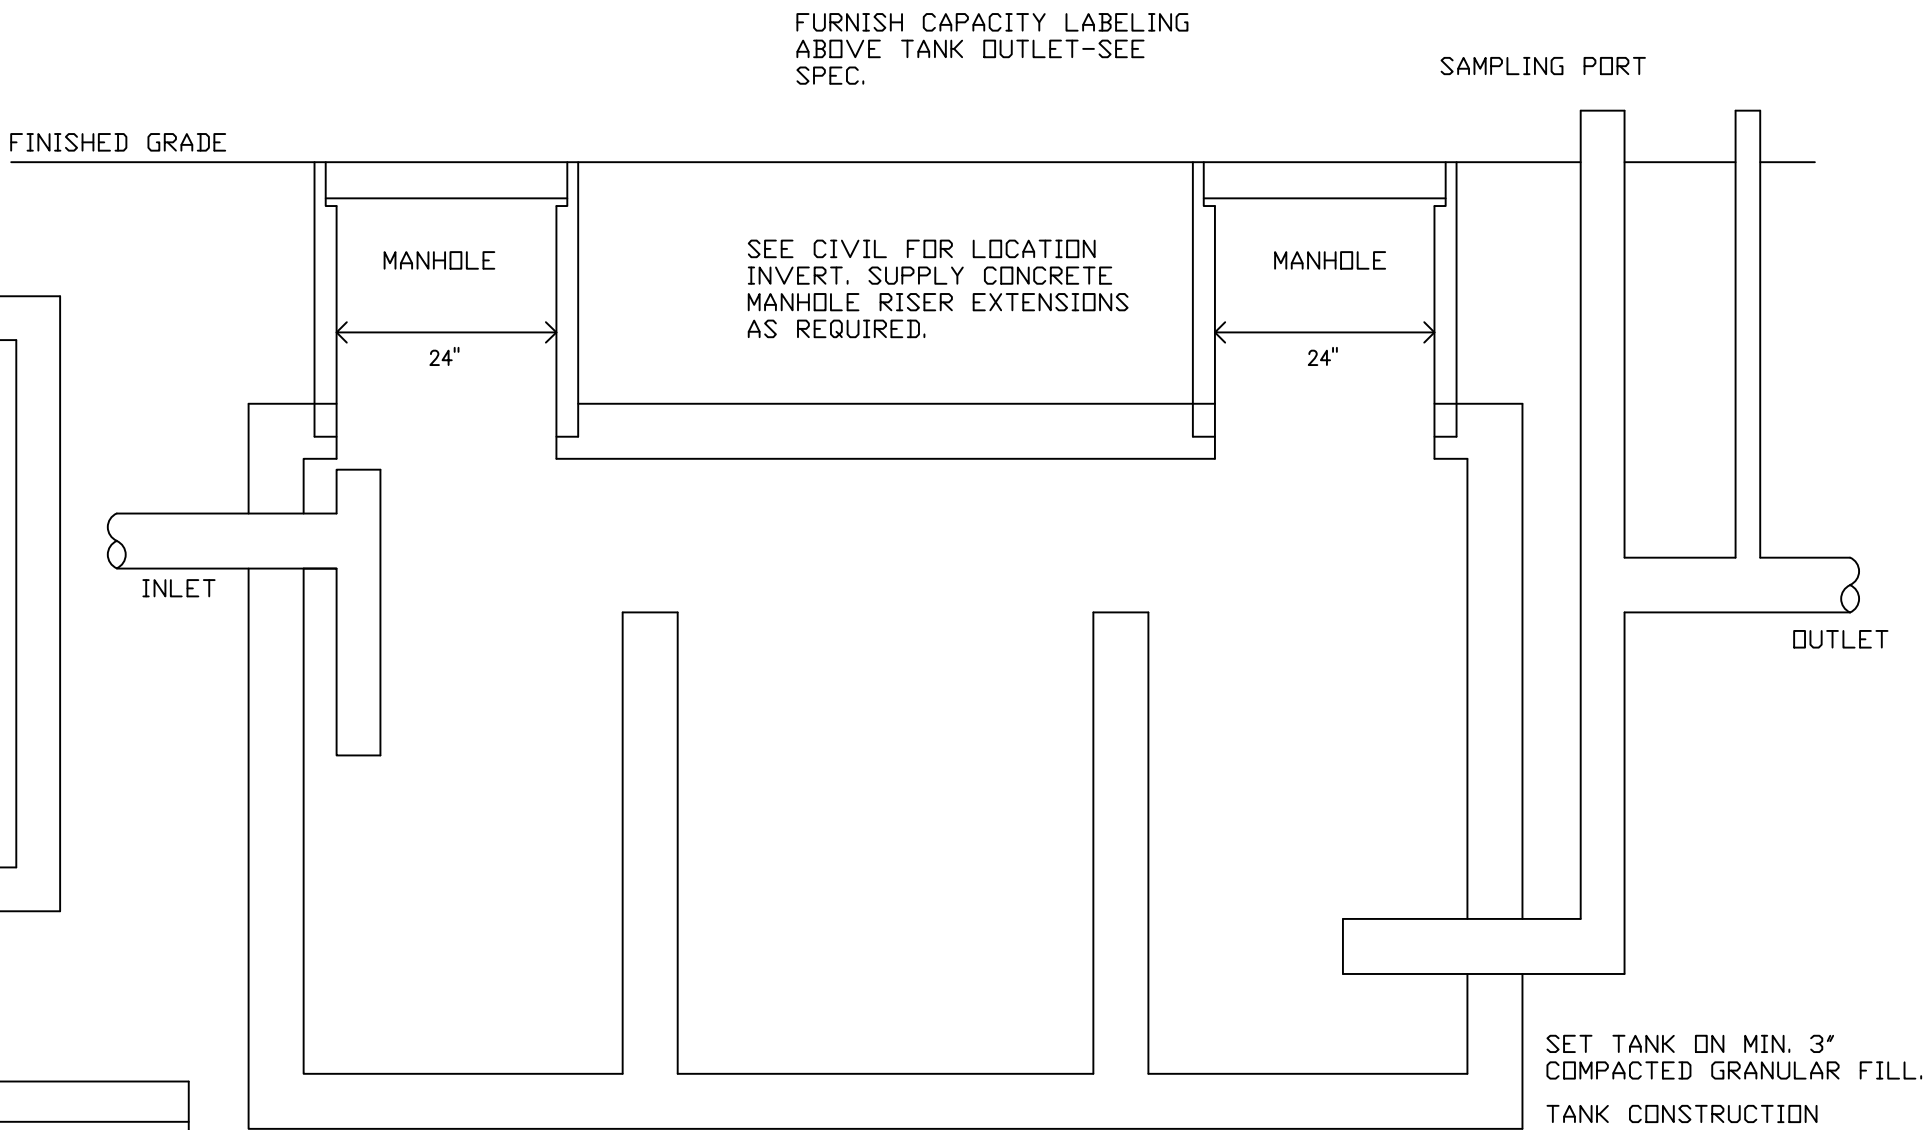 FURNISH CAPACITY LABELING
ABOVE TANK OUTLET-SEE
SPEC.
SAMPLING PORT
FINISHED GRADE
MANHOLE
SEE CIVIL FOR LOCATION
INVERT. SUPPLY CONCRETE
MANHOLE RISER EXTENSIONS
AS REQUIRED.
MANHOLE
24"
24"
INLET
OUTLET
SET TANK ON MIN. 3"
COMPACTED GRANULAR FILL.
TANK CONSTRUCTION